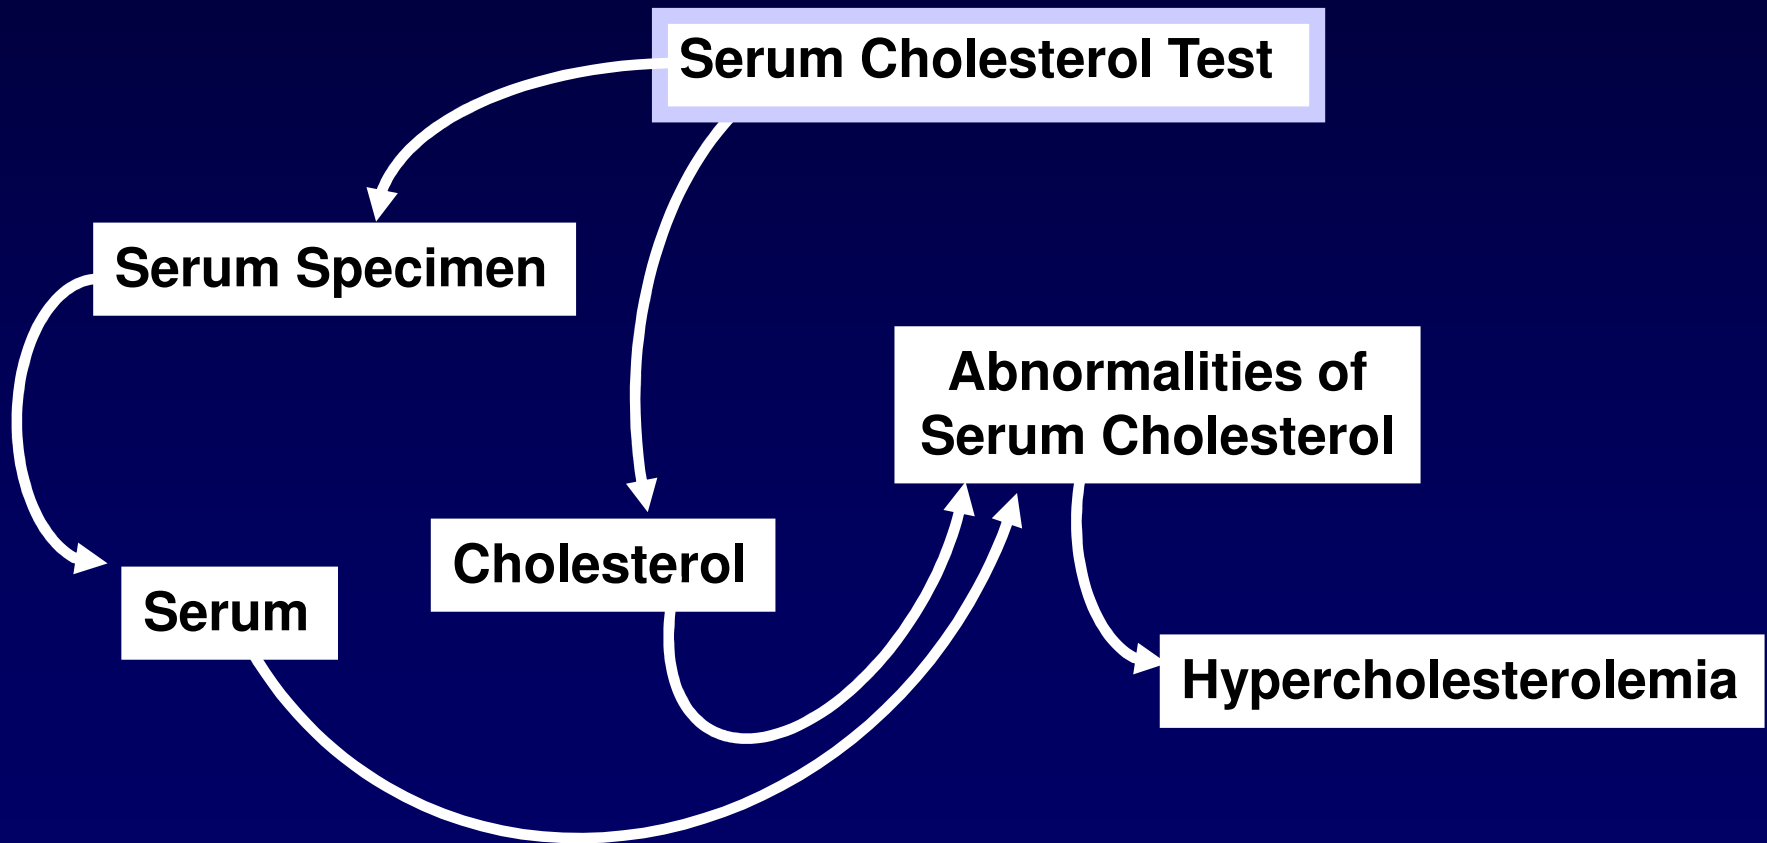 Serum Cholesterol Test
Serum Specimen
Abnormalities of
Serum Cholesterol
Cholesterol
Serum
Hypercholesterolemia